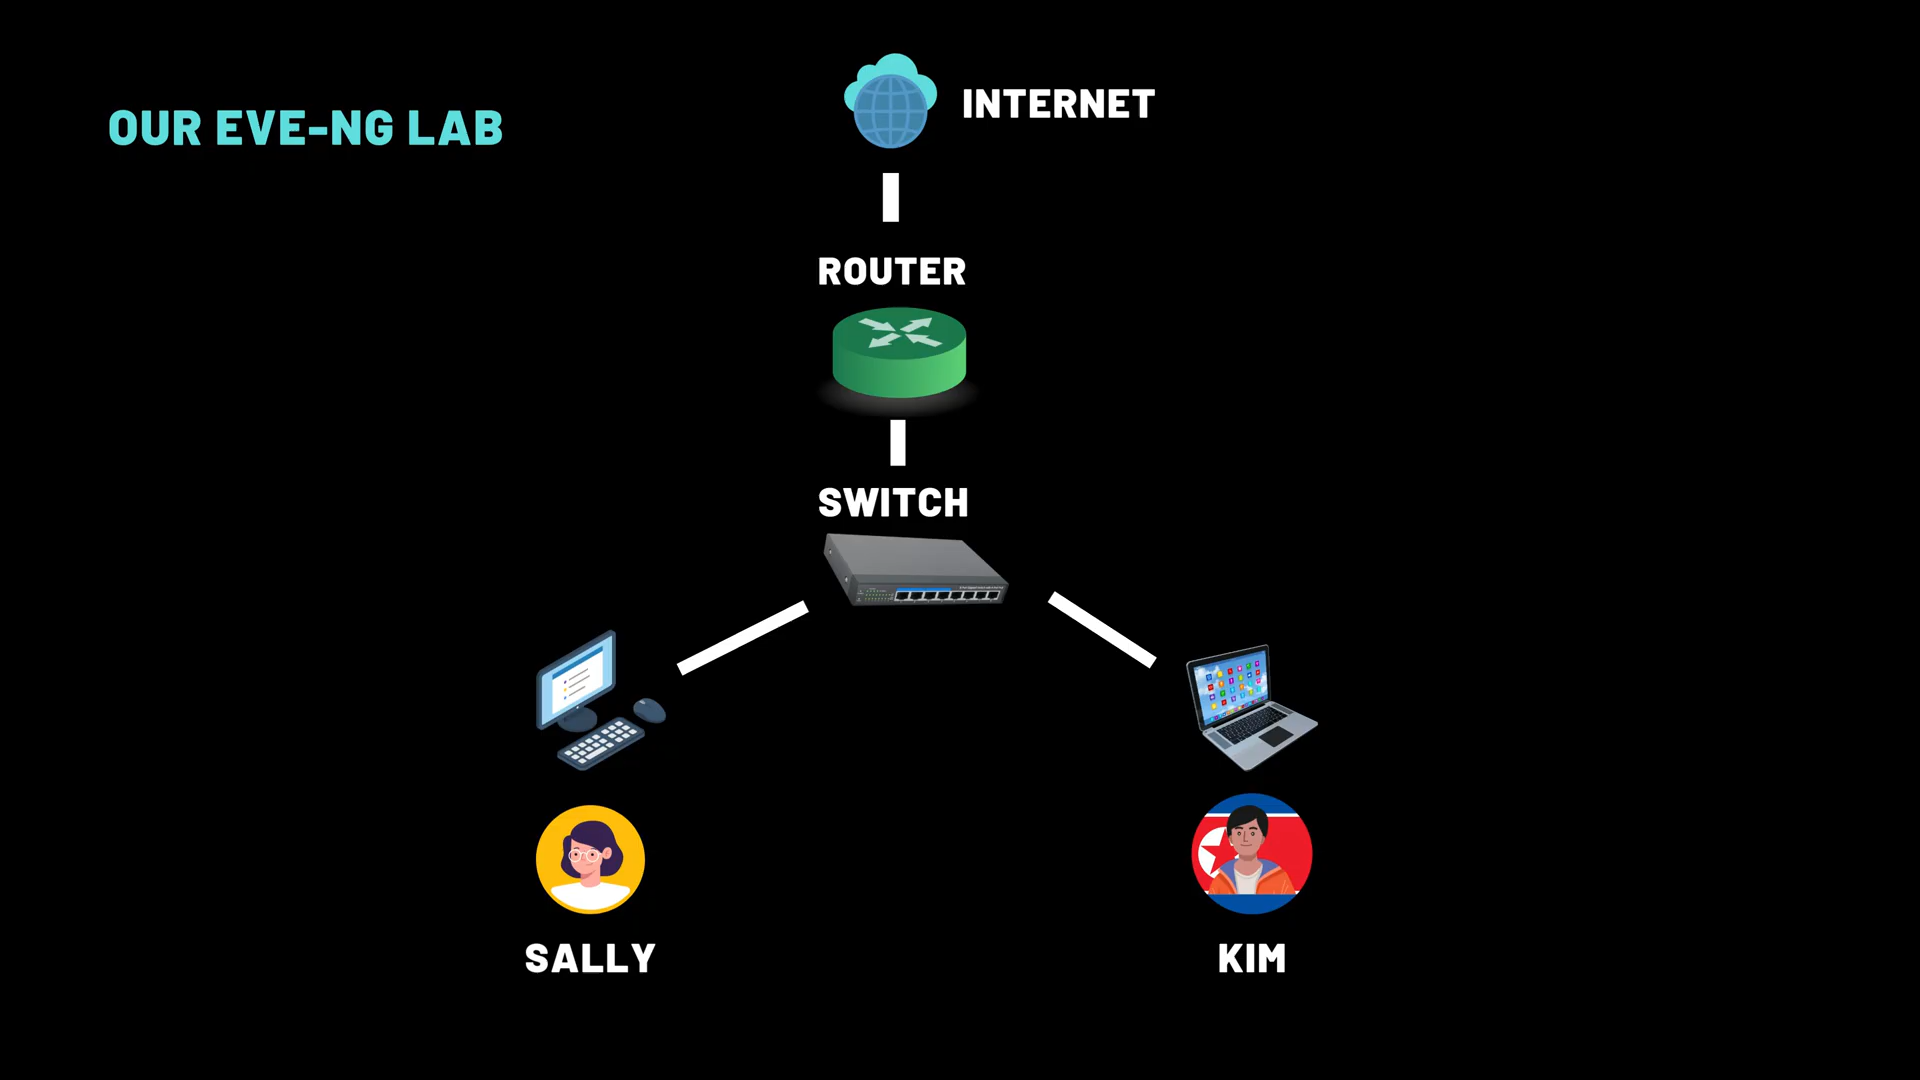 OUR EVE-NG LAB
INTERNET
ROUTER
SWITCH
SALLY
KIM